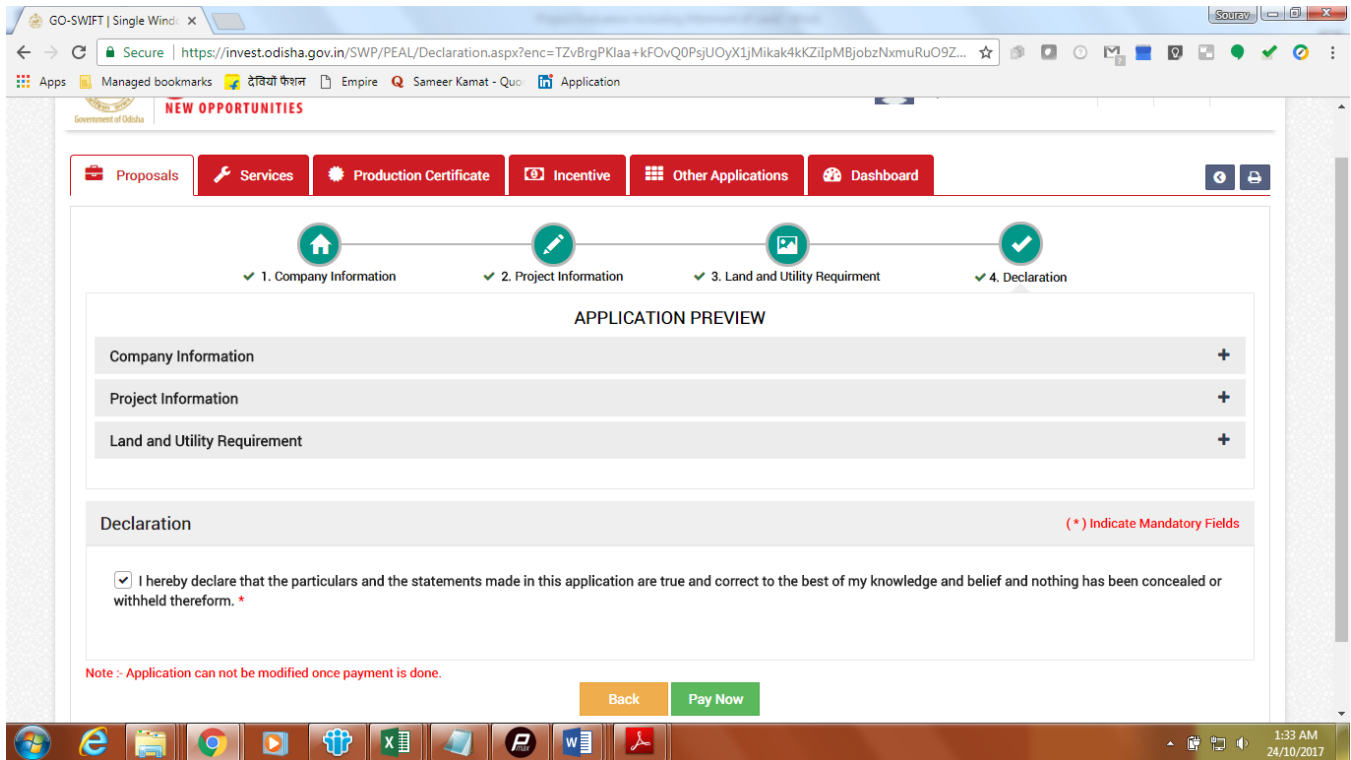 GO-SWIFT | Single Windo
Sourav
Secure | https://invest.odisha.gov.in/SWP/PEAL/Declaration.aspx?enc=TZvBrgPKIaa+kFOvQ0PsjUOyX1jMikak4kKZiIpMBjobzNxmuRuO9Z...
Apps Managed bookmarks देवियों फैशन Empire Sameer Kamat - Quo Application
Government of Odisha
NEW OPPORTUNITIES
Proposals Services Production Certificate Incentive Other Applications Dashboard
1. Company Information 2. Project Information 3. Land and Utility Requirment 4. Declaration
APPLICATION PREVIEW
Company Information +
Project Information +
Land and Utility Requirement +
Declaration
( * ) Indicate Mandatory Fields
I hereby declare that the particulars and the statements made in this application are true and correct to the best of my knowledge and belief and nothing has been concealed or
withheld thereform. *
Note :- Application can not be modified once payment is done.
Back Pay Now
1:33 AM
24/10/2017